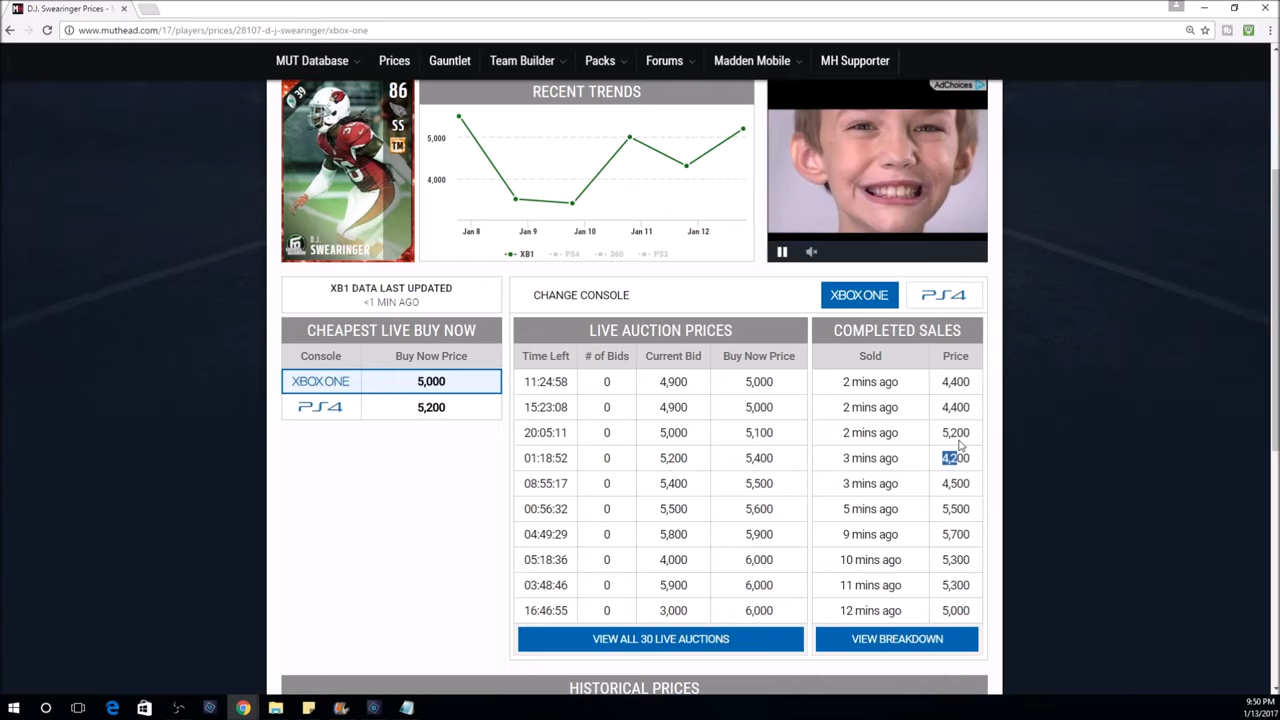 D.J. Swearinger Prices -
www.muthead.com/17/players/prices/28107-d-j-swearinger/xbox-one
MUT Database Prices Gauntlet Team Builder Packs Forums Madden Mobile MH Supporter
39
86
SS
TM
D.J.
SWEARINGER
RECENT TRENDS
5,000
4,000
Jan 8 Jan 9 Jan 10 Jan 11 Jan 12
XB1 PS4 360 PS3
AdChoices
XB1 DATA LAST UPDATED
<1 MIN AGO
CHEAPEST LIVE BUY NOW
Console Buy Now Price
XBOX ONE 5,000
PS4 5,200
CHANGE CONSOLE XBOX ONE PS4
LIVE AUCTION PRICES
Time Left # of Bids Current Bid Buy Now Price
11:24:58 0 4,900 5,000
15:23:08 0 4,900 5,000
20:05:11 0 5,000 5,100
01:18:52 0 5,200 5,400
08:55:17 0 5,400 5,500
00:56:32 0 5,500 5,600
04:49:29 0 5,800 5,900
05:18:36 0 4,000 6,000
03:48:46 0 5,900 6,000
16:46:55 0 3,000 6,000
VIEW ALL 30 LIVE AUCTIONS
COMPLETED SALES
Sold Price
2 mins ago 4,400
2 mins ago 4,400
2 mins ago 5,200
3 mins ago 4,200
3 mins ago 4,500
5 mins ago 5,500
9 mins ago 5,700
10 mins ago 5,300
11 mins ago 5,300
12 mins ago 5,000
VIEW BREAKDOWN
HISTORICAL PRICES
9:50 PM
1/13/2017